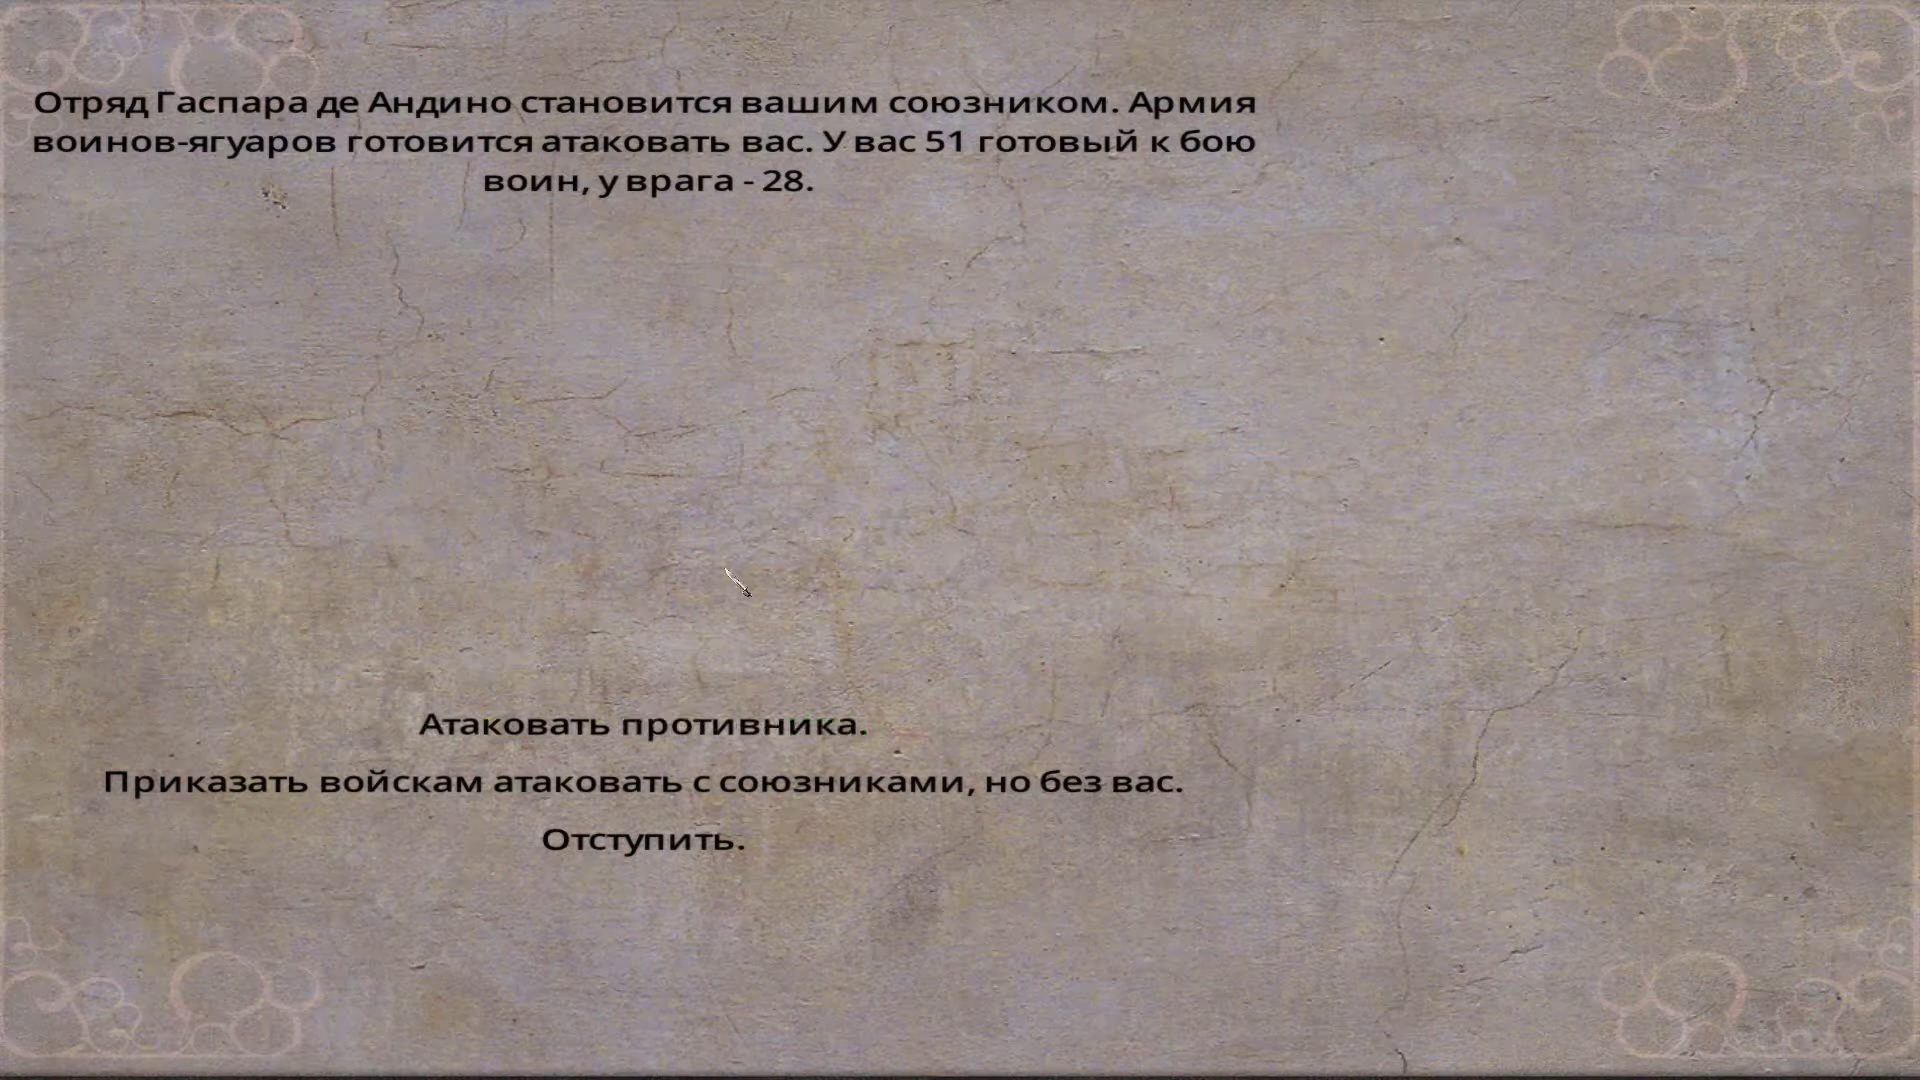 Отряд Гаспара де Андино становится вашим союзником. Армия
воинов-ягуаров готовится атаковать вас. У вас 51 готовый к бою
воин, у врага - 28.
Атаковать противника.
Приказать войскам атаковать с союзниками, но без вас.
Отступить.